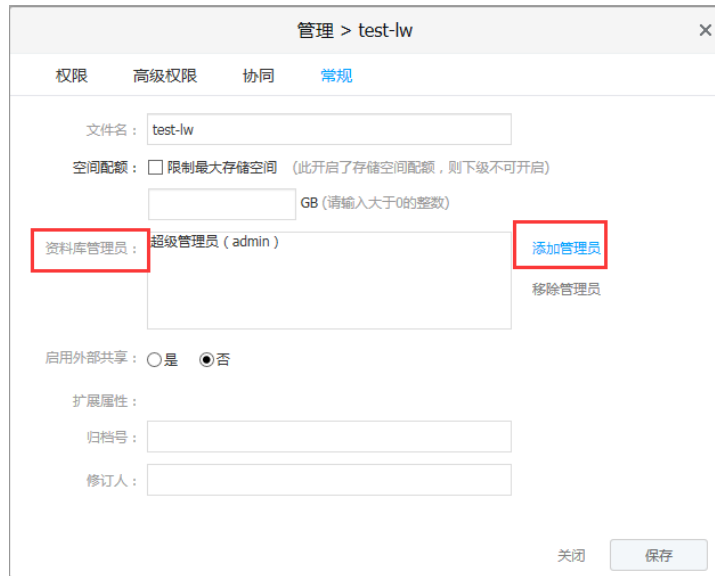 管理 > test-lw ×
权限 高级权限 协同 常规
文件名： test-lw
空间配额： 限制最大存储空间 (此开启了存储空间配额，则下级不可开启)
GB (请输入大于0的整数)
资料库管理员： 超级管理员（admin） 添加管理员
移除管理员
启用外部共享： 是 否
扩展属性：
归档号：
修订人：
关闭 保存